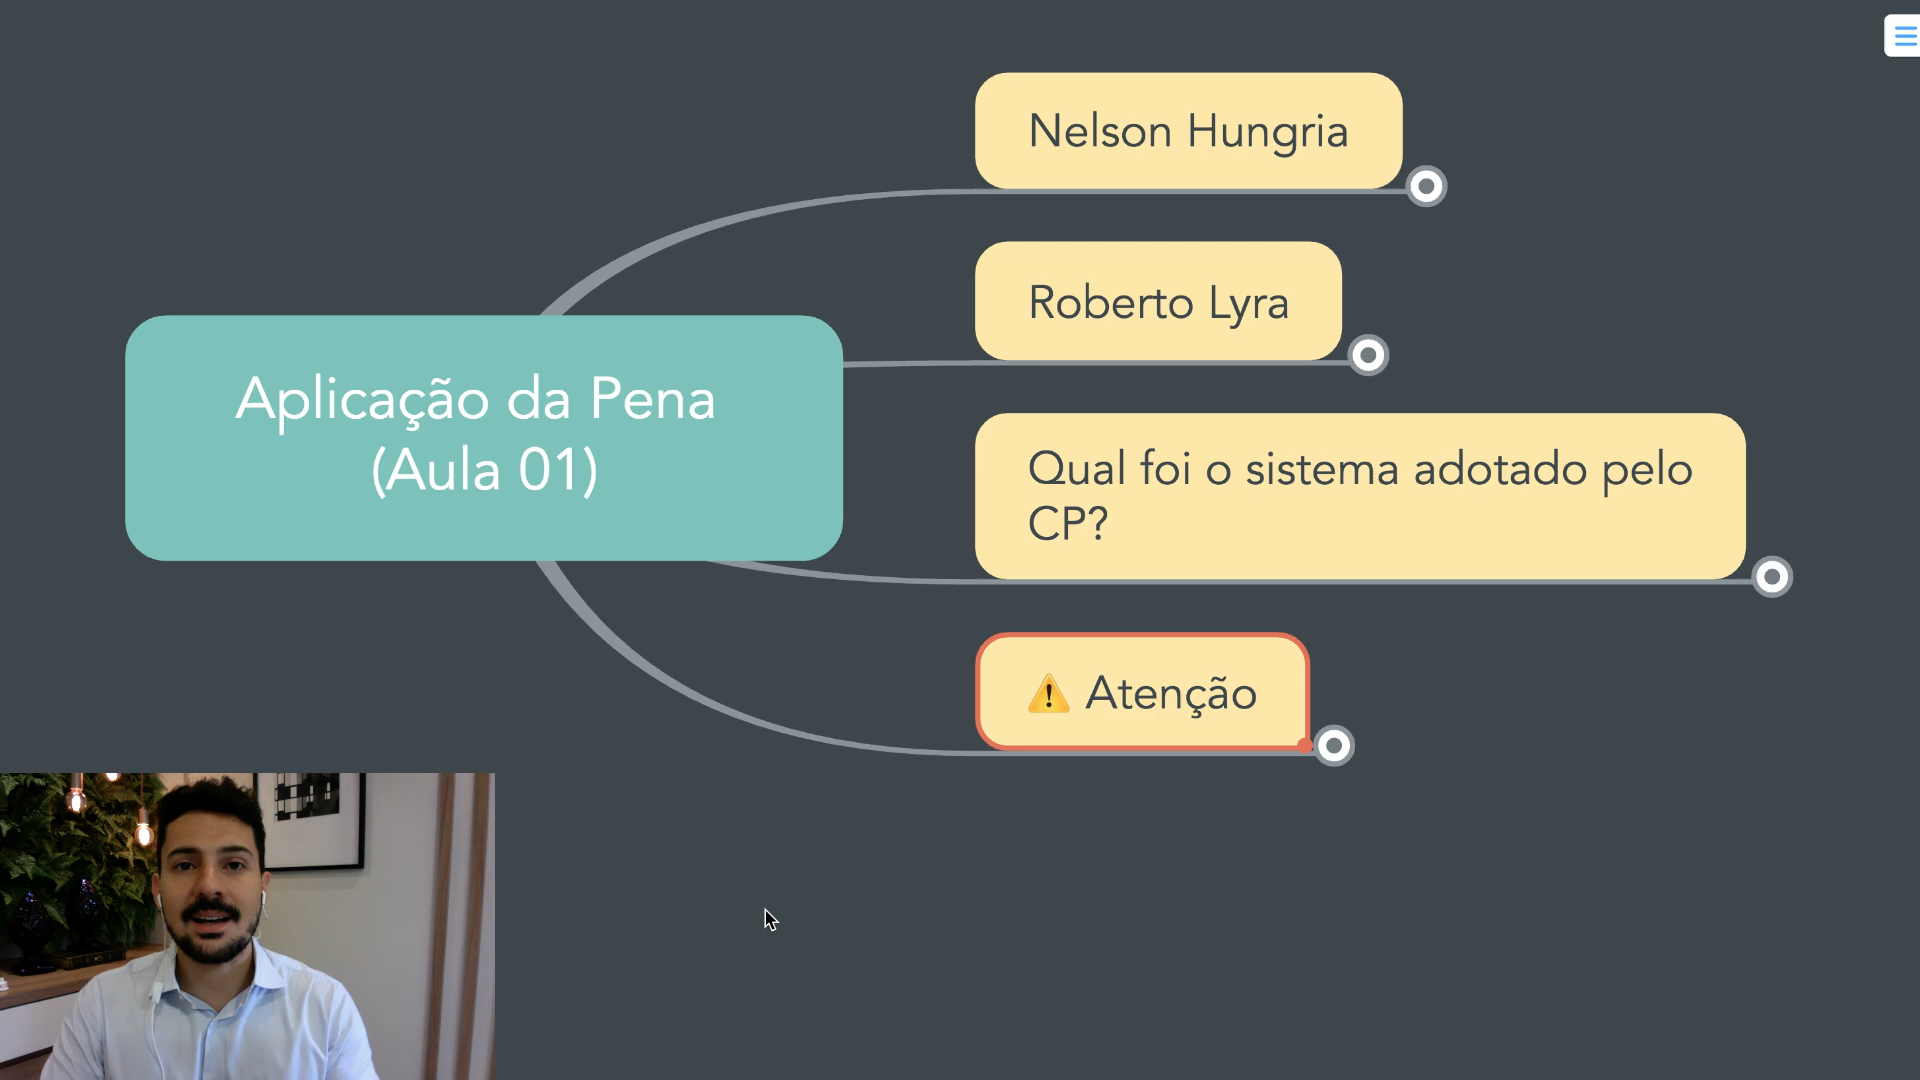 Nelson Hungria
Roberto Lyra
Aplicação da Pena
(Aula 01)
Qual foi o sistema adotado pelo
CP?
⚠️ Atenção